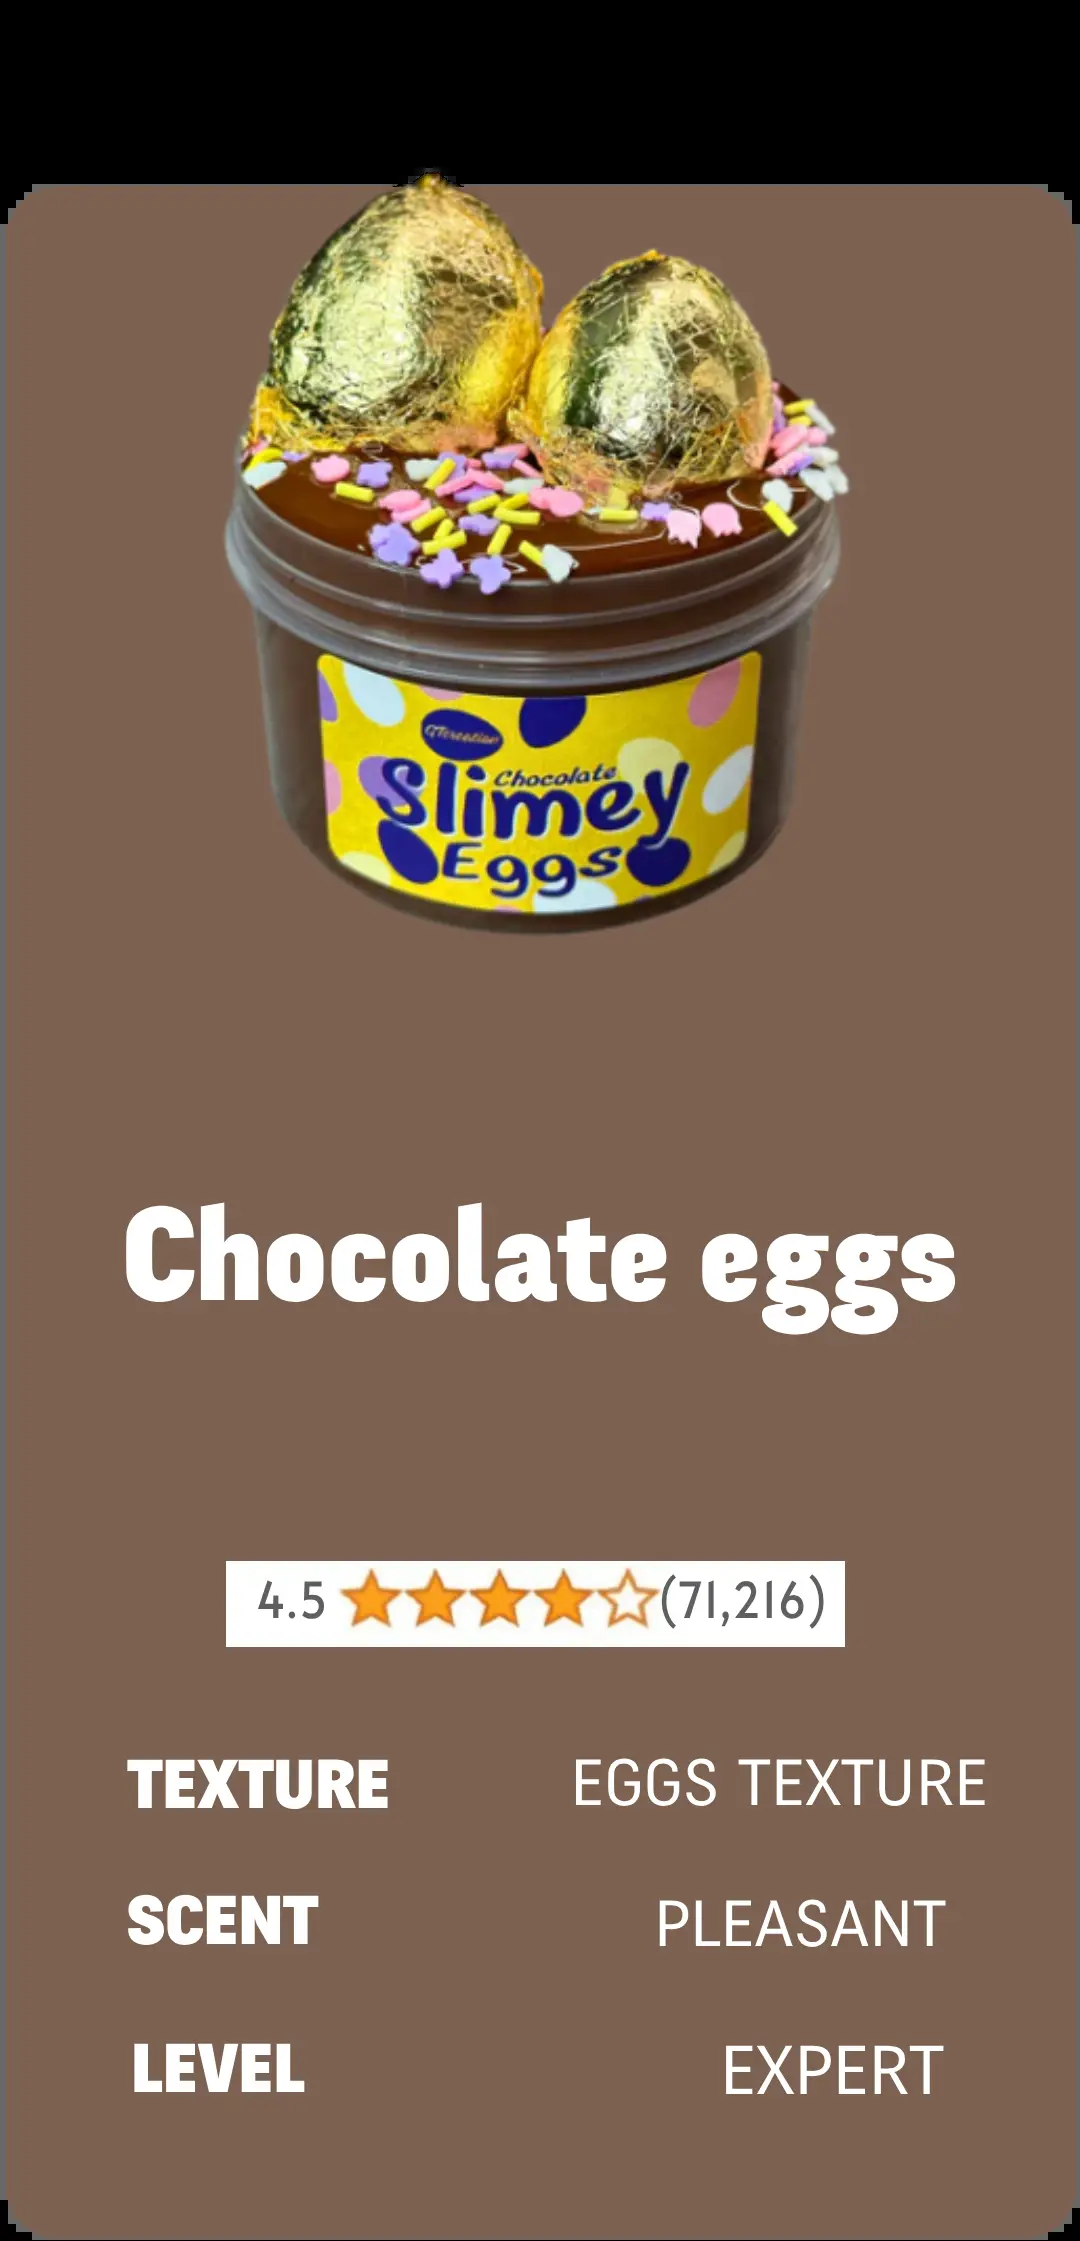 GTcreation
Chocolate
Slimey
Eggs
Chocolate eggs
4.5 (71,216)
TEXTURE EGGS TEXTURE
SCENT PLEASANT
LEVEL EXPERT